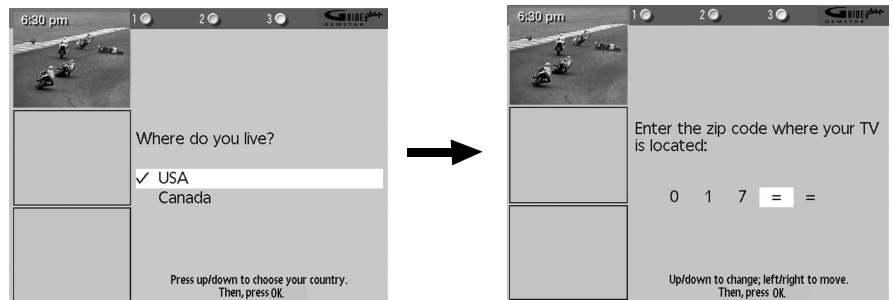 6:30 pm 1 2 3 GUIDE Plus+
GEMSTAR
Where do you live?
✓ USA
Canada
Press up/down to choose your country.
Then, press OK.
6:30 pm 1 2 3 GUIDE Plus+
GEMSTAR
Enter the zip code where your TV
is located:
0 1 7 = =
Up/down to change; left/right to move.
Then, press OK.